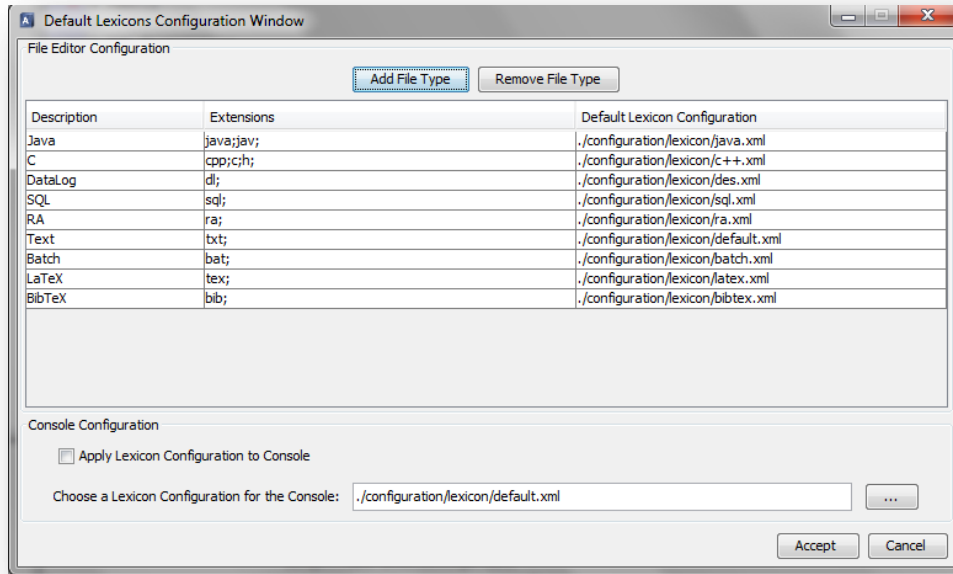 Default Lexicons Configuration Window
File Editor Configuration
Add File Type Remove File Type
Description Extensions Default Lexicon Configuration
Java java;jav; ./configuration/lexicon/java.xml
C cpp;c;h; ./configuration/lexicon/c++.xml
DataLog dl; ./configuration/lexicon/des.xml
SQL sql; ./configuration/lexicon/sql.xml
RA ra; ./configuration/lexicon/ra.xml
Text txt; ./configuration/lexicon/default.xml
Batch bat; ./configuration/lexicon/batch.xml
LaTeX tex; ./configuration/lexicon/latex.xml
BibTeX bib; ./configuration/lexicon/bibtex.xml
Console Configuration
Apply Lexicon Configuration to Console
Choose a Lexicon Configuration for the Console: ./configuration/lexicon/default.xml ...
Accept Cancel